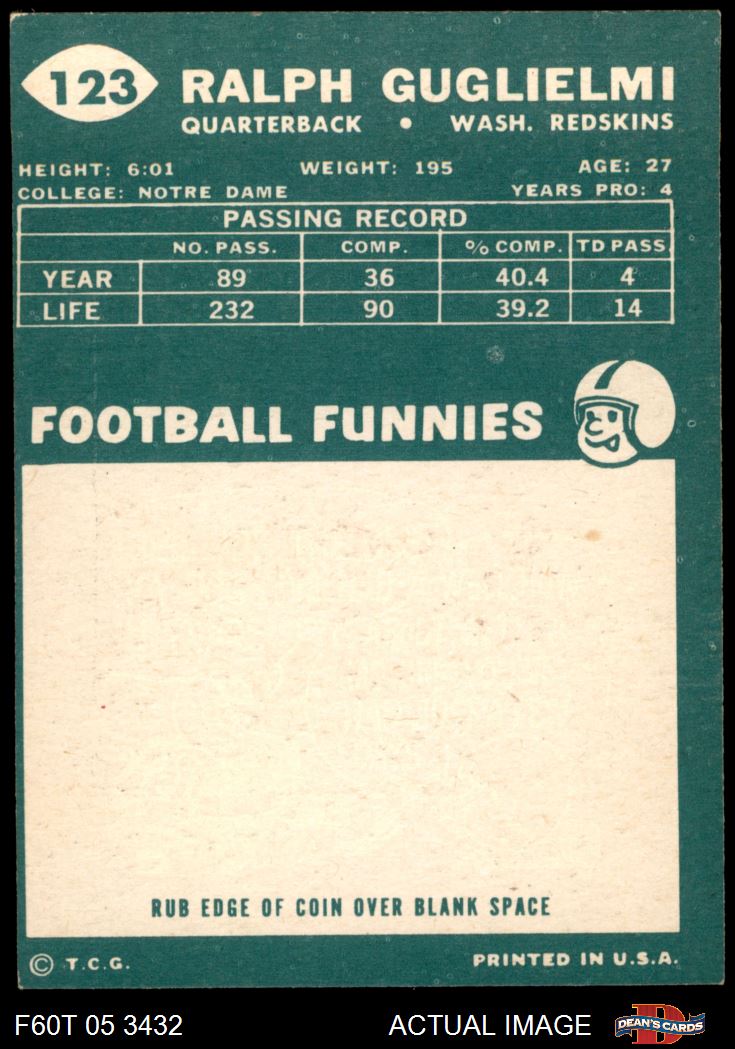 123
RALPH GUGLIELMI
QUARTERBACK • WASH. REDSKINS
HEIGHT: 6:01 WEIGHT: 195 AGE: 27
COLLEGE: NOTRE DAME YEARS PRO: 4
PASSING RECORD
NO. PASS. COMP. % COMP. TD PASS.
YEAR 89 36 40.4 4
LIFE 232 90 39.2 14
FOOTBALL FUNNIES
RUB EDGE OF COIN OVER BLANK SPACE
© T.C.G. PRINTED IN U.S.A.
F60T 05 3432 ACTUAL IMAGE D DEAN'S CARDS